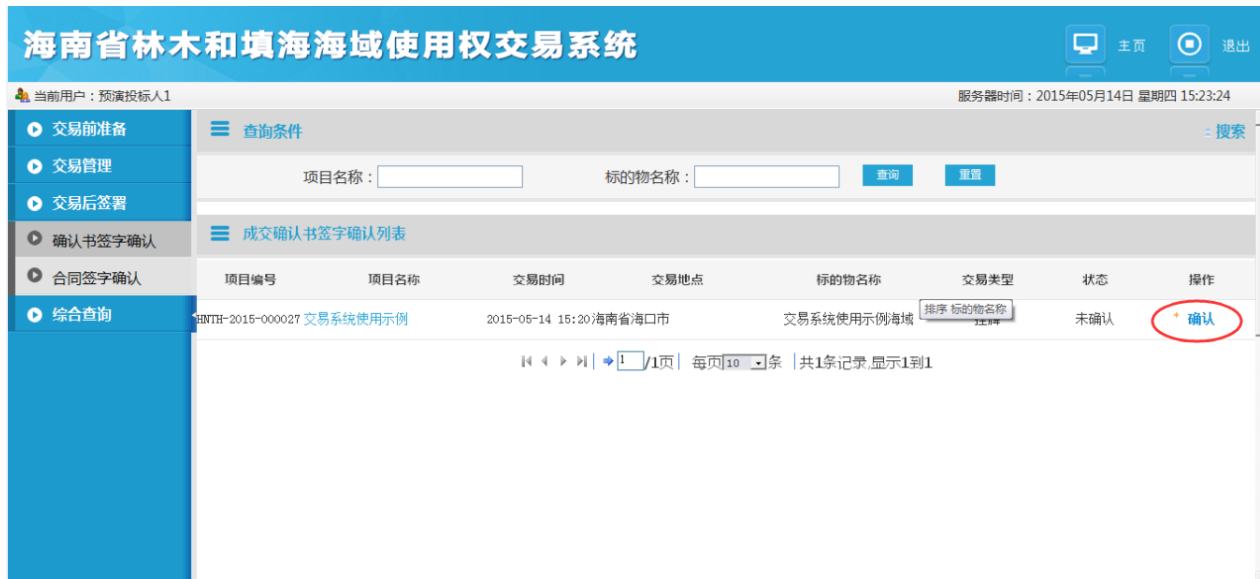 海南省林木和填海海域使用权交易系统
主页
退出
当前用户：预演投标人1
服务器时间：2015年05月14日 星期四 15:23:24
交易前准备
交易管理
交易后签署
确认书签字确认
合同签字确认
综合查询
查询条件
搜索
项目名称：
标的物名称：
查询
重置
成交确认书签字确认列表
项目编号 项目名称 交易时间 交易地点 标的物名称 交易类型 状态 操作
HNTH-2015-000027 交易系统使用示例 2015-05-14 15:20 海南省海口市 交易系统使用示例海域 未确认 * 确认
排序 标的物名称
1 /1页 每页 10 条 共1条记录,显示1到1